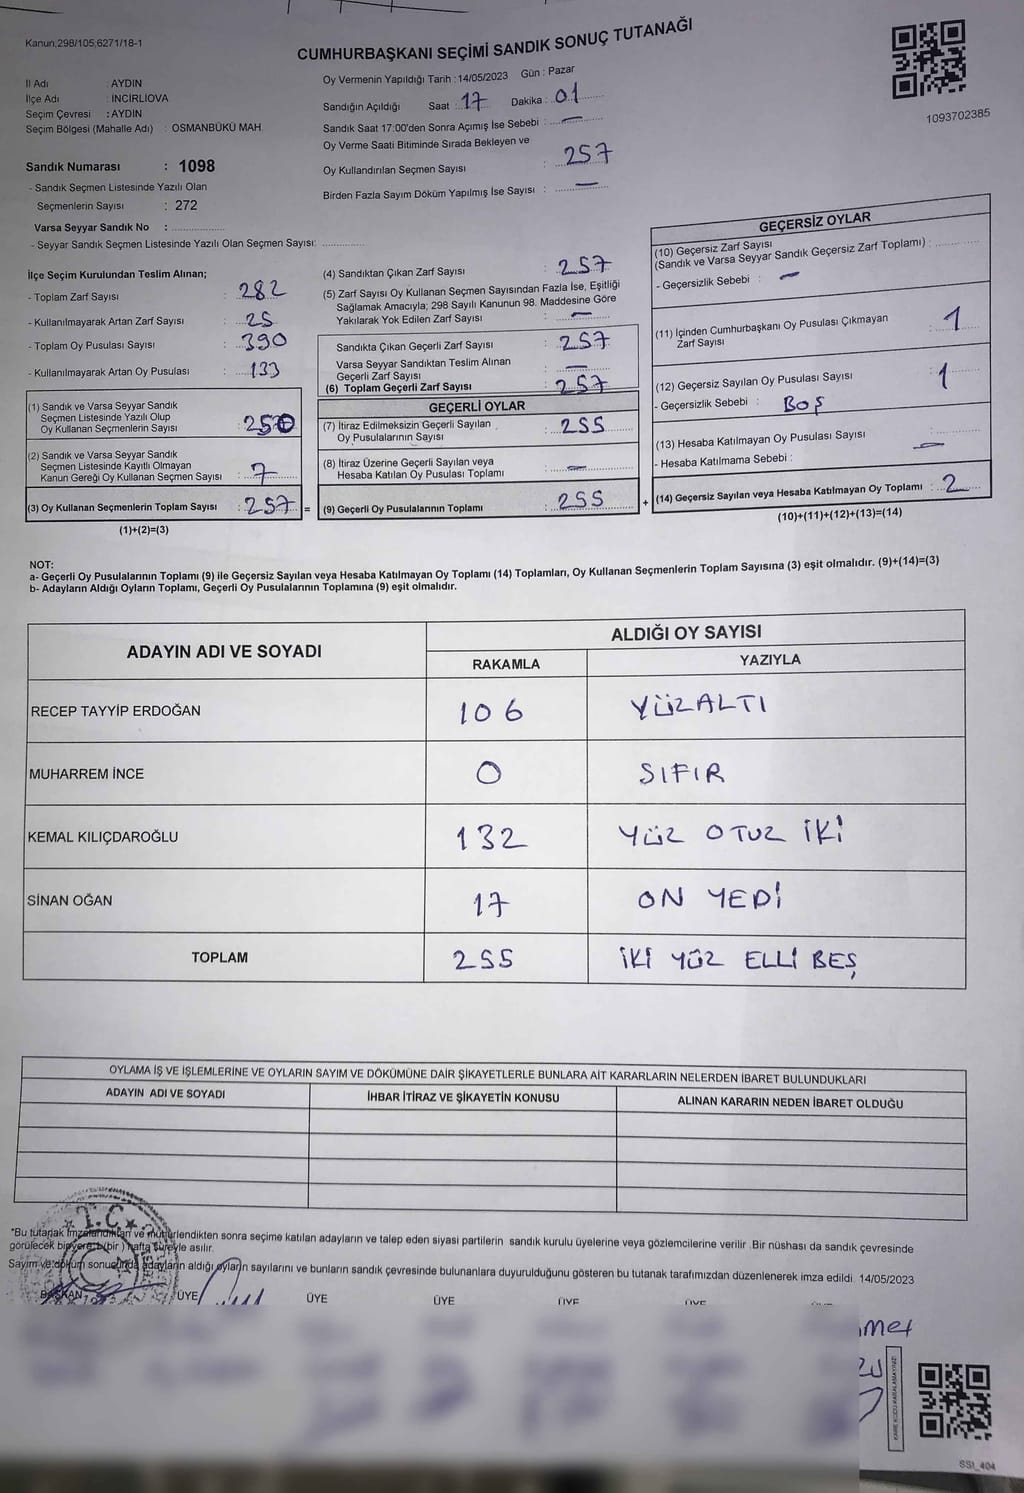 Kanun,298/105,6271/18-1
CUMHURBAŞKANI SEÇİMİ SANDIK SONUÇ TUTANAĞI
1093702385
İl Adı : AYDIN
İlçe Adı : İNCİRLİOVA
Seçim Çevresi : AYDIN
Seçim Bölgesi (Mahalle Adı) : OSMANBÜKÜ MAH.
Sandık Numarası : 1098
- Sandık Seçmen Listesinde Yazılı Olan
Seçmenlerin Sayısı : 272
Varsa Seyyar Sandık No :
- Seyyar Sandık Seçmen Listesinde Yazılı Olan Seçmen Sayısı:
Oy Vermenin Yapıldığı Tarih : 14/05/2023 Gün : Pazar
Sandığın Açıldığı Saat : 17 Dakika : 01
Sandık Saat 17:00'den Sonra Açımış İse Sebebi : —
Oy Verme Saati Bitiminde Sırada Bekleyen ve
Oy Kullandırılan Seçmen Sayısı : 257
Birden Fazla Sayım Döküm Yapılmış İse Sayısı : —
İlçe Seçim Kurulundan Teslim Alınan;
- Toplam Zarf Sayısı : 282
- Kullanılmayarak Artan Zarf Sayısı : 25
- Toplam Oy Pusulası Sayısı : 390
- Kullanılmayarak Artan Oy Pusulası : 133
(1) Sandık ve Varsa Seyyar Sandık
Seçmen Listesinde Yazılı Olup
Oy Kullanan Seçmenlerin Sayısı : 250
(2) Sandık ve Varsa Seyyar Sandık
Seçmen Listesinde Kayıtlı Olmayan
Kanun Gereği Oy Kullanan Seçmen Sayısı : 7
(3) Oy Kullanan Seçmenlerin Toplam Sayısı : 257 =
(1)+(2)=(3)
(4) Sandıktan Çıkan Zarf Sayısı : 257
(5) Zarf Sayısı Oy Kullanan Seçmen Sayısından Fazla İse, Eşitliği
Sağlamak Amacıyla; 298 Sayılı Kanunun 98. Maddesine Göre
Yakılarak Yok Edilen Zarf Sayısı : —
Sandıkta Çıkan Geçerli Zarf Sayısı : 257
Varsa Seyyar Sandıktan Teslim Alınan
Geçerli Zarf Sayısı : —
(6) Toplam Geçerli Zarf Sayısı : 257
GEÇERLİ OYLAR
(7) İtiraz Edilmeksizin Geçerli Sayılan
Oy Pusulalarının Sayısı : 255
(8) İtiraz Üzerine Geçerli Sayılan veya
Hesaba Katılan Oy Pusulası Toplamı : —
(9) Geçerli Oy Pusulalarının Toplamı : 255 +
GEÇERSİZ OYLAR
(10) Geçersiz Zarf Sayısı
(Sandık ve Varsa Seyyar Sandık Geçersiz Zarf Toplamı) :
- Geçersizlik Sebebi : —
(11) İçinden Cumhurbaşkanı Oy Pusulası Çıkmayan
Zarf Sayısı : 1
(12) Geçersiz Sayılan Oy Pusulası Sayısı : 1
- Geçersizlik Sebebi : BOŞ
(13) Hesaba Katılmayan Oy Pusulası Sayısı : —
- Hesaba Katılmama Sebebi :
(14) Geçersiz Sayılan veya Hesaba Katılmayan Oy Toplamı : 2
(10)+(11)+(12)+(13)=(14)
NOT:
a- Geçerli Oy Pusulalarının Toplamı (9) ile Geçersiz Sayılan veya Hesaba Katılmayan Oy Toplamı (14) Toplamları, Oy Kullanan Seçmenlerin Toplam Sayısına (3) eşit olmalıdır. (9)+(14)=(3)
b- Adayların Aldığı Oyların Toplamı, Geçerli Oy Pusulalarının Toplamına (9) eşit olmalıdır.
ADAYIN ADI VE SOYADI ALDIĞI OY SAYISI
RAKAMLA YAZIYLA
RECEP TAYYİP ERDOĞAN 106 YÜZALTI
MUHARREM İNCE 0 SIFIR
KEMAL KILIÇDAROĞLU 132 YÜZ OTUZ İKİ
SİNAN OĞAN 17 ON YEDİ
TOPLAM 255 İKİ YÜZ ELLİ BEŞ
OYLAMA İŞ VE İŞLEMLERİNE VE OYLARIN SAYIM VE DÖKÜMÜNE DAİR ŞİKAYETLERLE BUNLARA AİT KARARLARIN NELERDEN İBARET BULUNDUKLARI
ADAYIN ADI VE SOYADI İHBAR İTİRAZ VE ŞİKAYETİN KONUSU ALINAN KARARIN NEDEN İBARET OLDUĞU
T.C
*Bu tutanak imzalandıktan ve mühürlendikten sonra seçime katılan adayların ve talep eden siyasi partilerin sandık kurulu üyelerine veya gözlemcilerine verilir .Bir nüshası da sandık çevresinde
görülecek bir yere bir hafta süreyle asılır.
Sayım ve döküm sonucunda adayların aldığı oyların sayılarını ve bunların sandık çevresinde bulunanlara duyurulduğunu gösteren bu tutanak tarafımızdan düzenlenerek imza edildi. 14/05/2023
BAŞKAN ÜYE ÜYE ÜYE ÜYE ÜYE
SSI_404